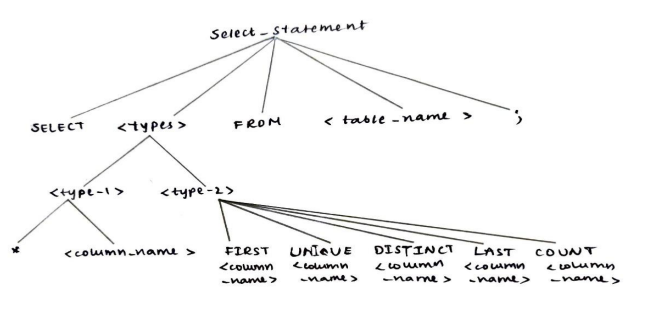 Select_statement
SELECT <types> FROM < table_name > ;
<type-1> <type-2>
* <column_name> FIRST UNIQUE DISTINCT LAST COUNT
<column <column <column <column <column
_name> _name> _name> _name> _name>